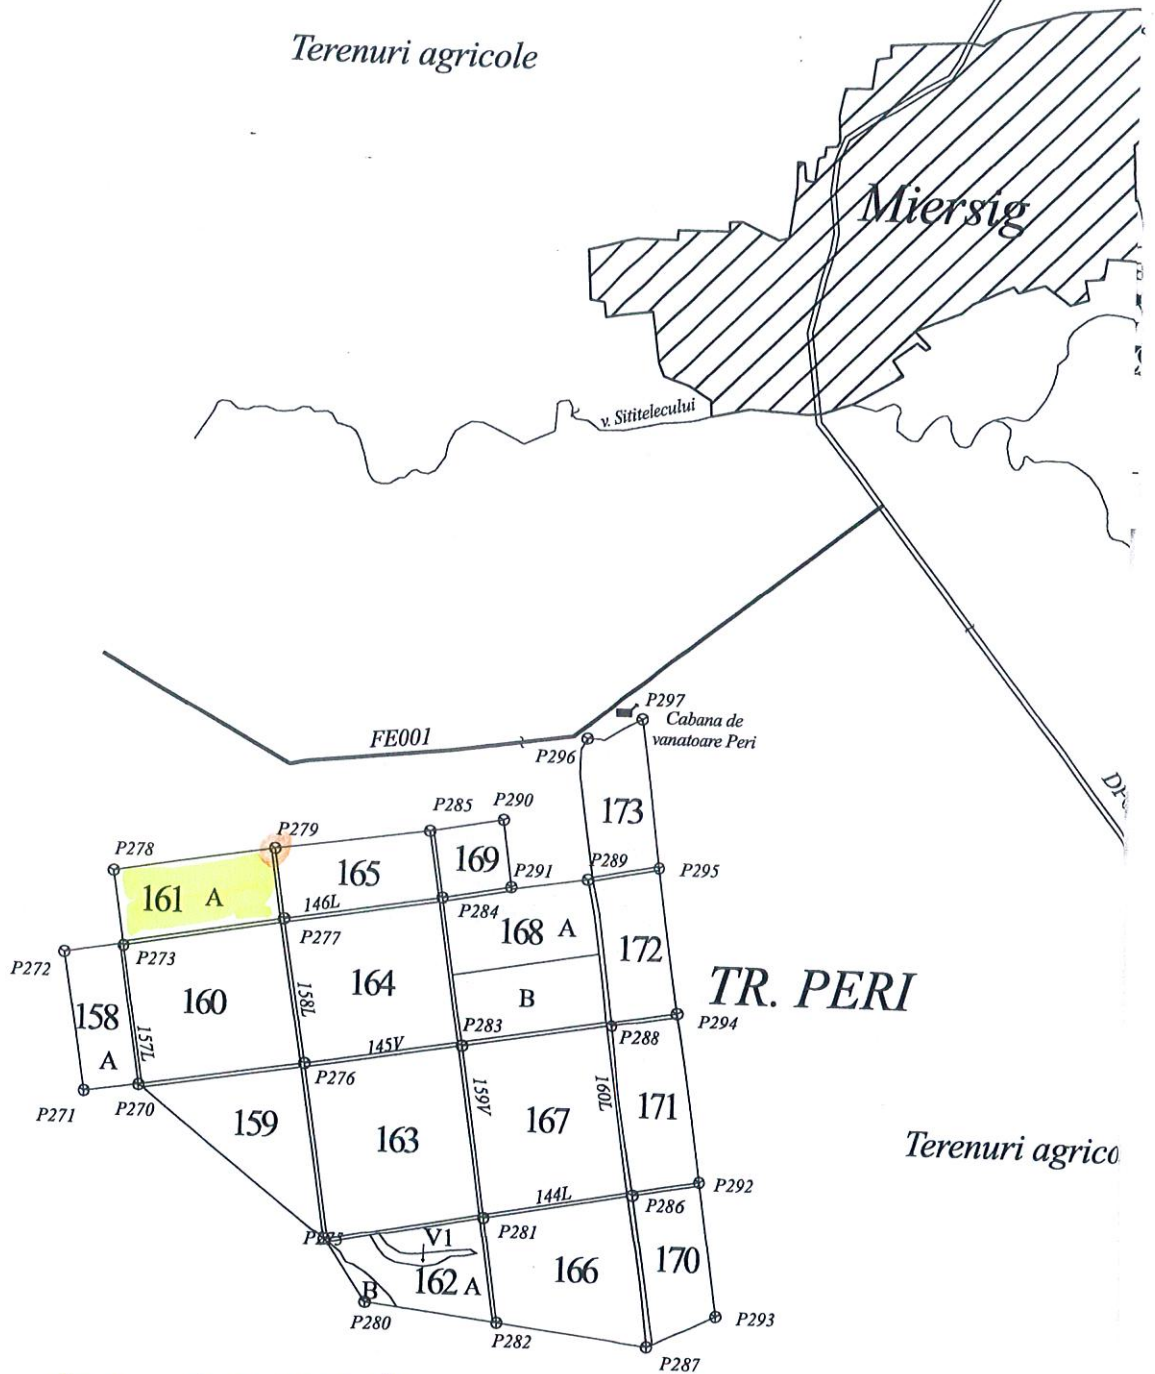 Terenuri agricole
Miersig
v. Sititelecului
P297
Cabana de
vanatoare Peri
FE001
P296
173
P290
P285
P279
P278
169
165
P289
P295
P291
161 A
146L
P284
P277
168 A
172
P273
P272
164
TR. PERI
B
160
158L
158
A
157L
P283
P294
P288
145V
P276
P271
P270
159
159V
160L
171
167
163
Terenuri agrico
P292
144L
P286
P281
V1
170
166
162 A
B
P280
P282
P293
P287